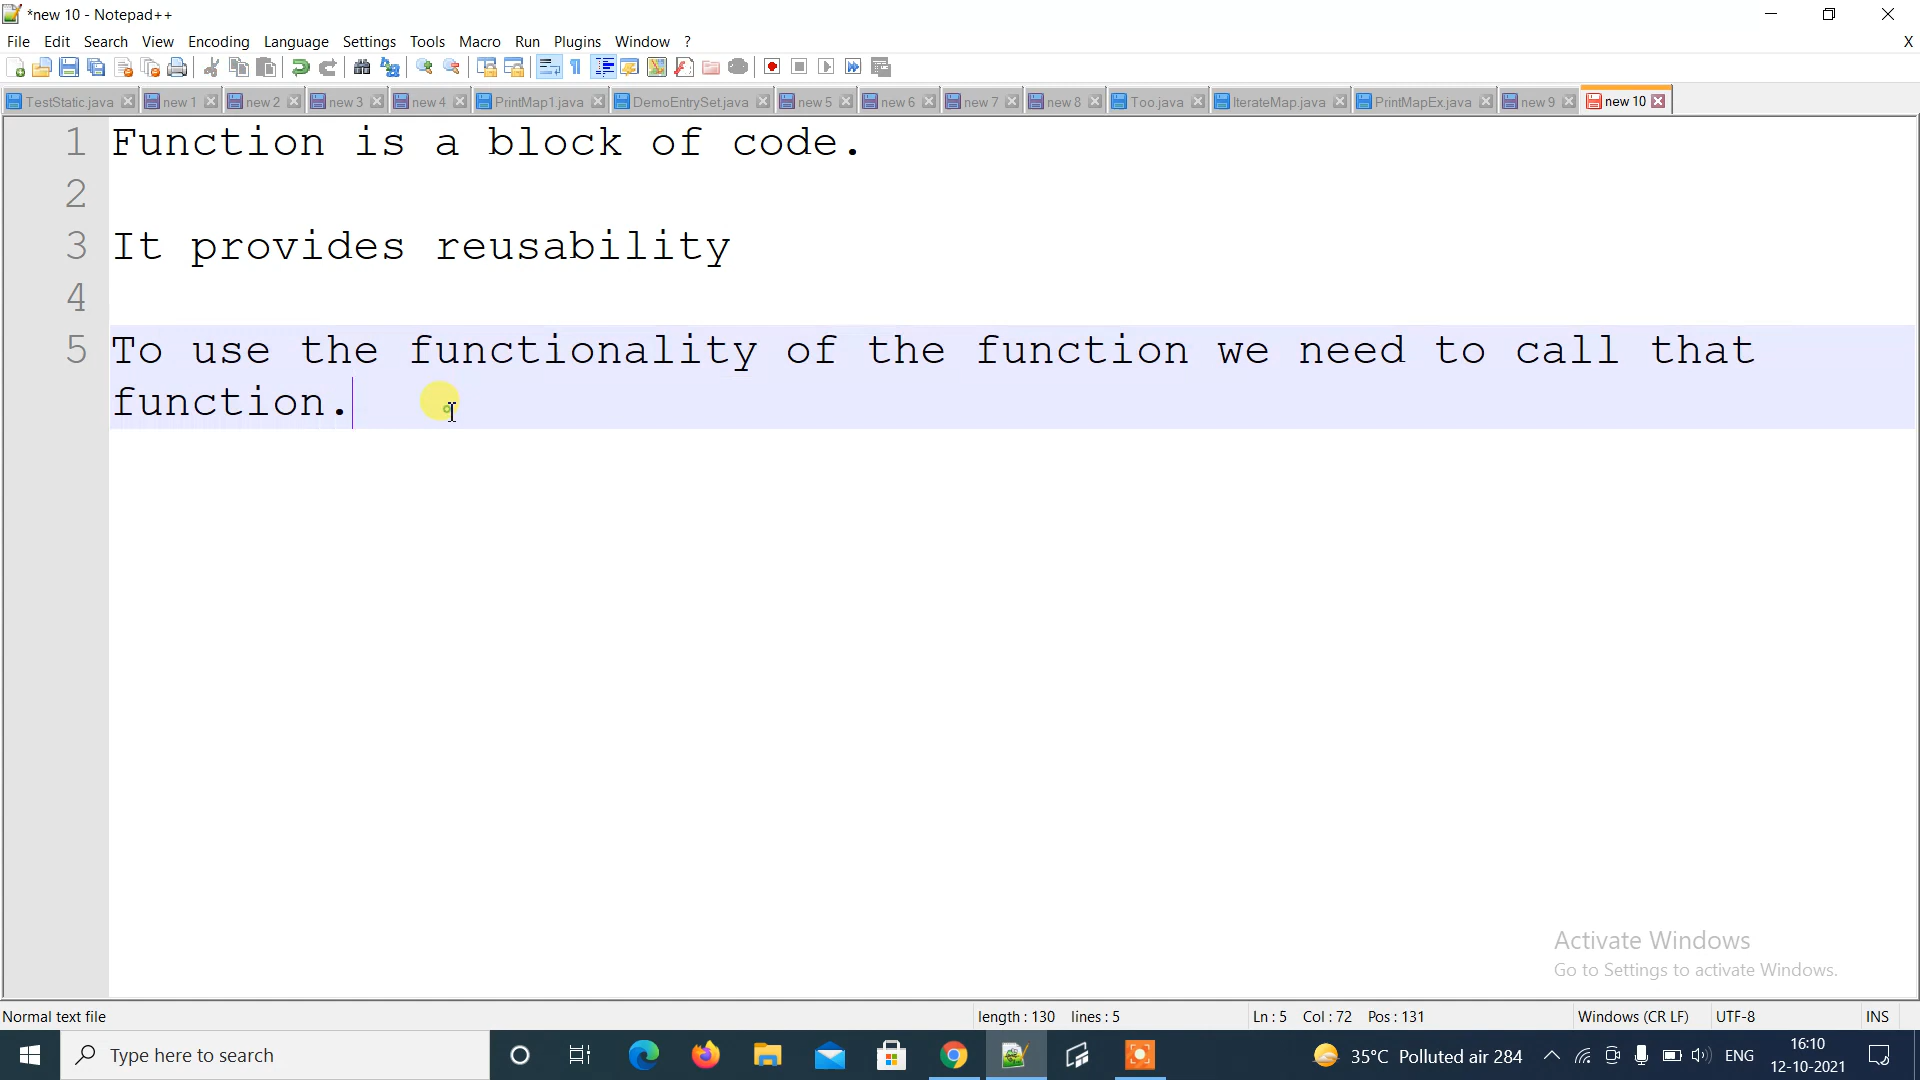 *new 10 - Notepad++
File Edit Search View Encoding Language Settings Tools Macro Run Plugins Window ? X
TestStatic.java new 1 new 2 new 3 new 4 PrintMap1.java DemoEntrySet.java new 5 new 6 new 7 new 8 Too.java IterateMap.java PrintMapEx.java new 9 new 10
1 Function is a block of code.
2
3 It provides reusability
4
5 To use the functionality of the function we need to call that
function.
Activate Windows
Go to Settings to activate Windows.
Normal text file length : 130 lines : 5 Ln : 5 Col : 72 Pos : 131 Windows (CR LF) UTF-8 INS
Type here to search 35°C Polluted air 284 ENG 16:10
12-10-2021